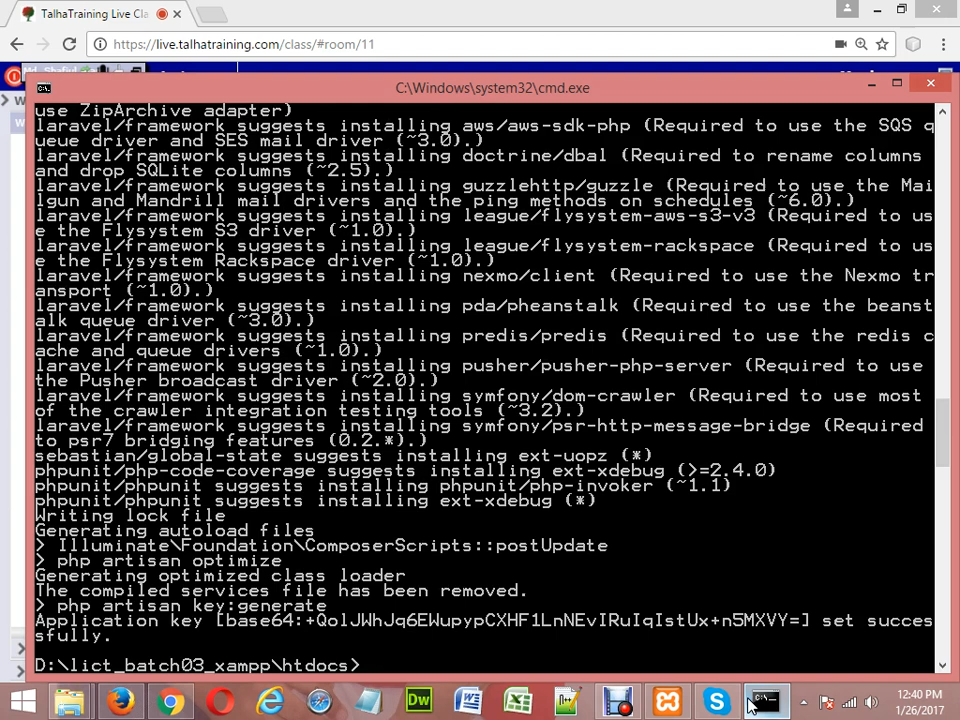 TalhaTraining Live Cla
https://live.talhatraining.com/class/#room/11
C:\Windows\system32\cmd.exe
use ZipArchive adapter)
laravel/framework suggests installing aws/aws-sdk-php (Required to use the SQS q
ueue driver and SES mail driver (~3.0).)
laravel/framework suggests installing doctrine/dbal (Required to rename columns
and drop SQLite columns (~2.5).)
laravel/framework suggests installing guzzlehttp/guzzle (Required to use the Mai
lgun and Mandrill mail drivers and the ping methods on schedules (~6.0).)
laravel/framework suggests installing league/flysystem-aws-s3-v3 (Required to us
e the Flysystem S3 driver (~1.0).)
laravel/framework suggests installing league/flysystem-rackspace (Required to us
e the Flysystem Rackspace driver (~1.0).)
laravel/framework suggests installing nexmo/client (Required to use the Nexmo tr
ansport (~1.0).)
laravel/framework suggests installing pda/pheanstalk (Required to use the beanst
alk queue driver (~3.0).)
laravel/framework suggests installing predis/predis (Required to use the redis c
ache and queue drivers (~1.0).)
laravel/framework suggests installing pusher/pusher-php-server (Required to use
the Pusher broadcast driver (~2.0).)
laravel/framework suggests installing symfony/dom-crawler (Required to use most
of the crawler integration testing tools (~3.2).)
laravel/framework suggests installing symfony/psr-http-message-bridge (Required
to psr7 bridging features (0.2.*).)
sebastian/global-state suggests installing ext-uopz (*)
phpunit/php-code-coverage suggests installing ext-xdebug (>=2.4.0)
phpunit/phpunit suggests installing phpunit/php-invoker (~1.1)
phpunit/phpunit suggests installing ext-xdebug (*)
Writing lock file
Generating autoload files
> Illuminate\Foundation\ComposerScripts::postUpdate
> php artisan optimize
Generating optimized class loader
The compiled services file has been removed.
> php artisan key:generate
Application key [base64:+QolJWhJq6EWupypCXHF1LnNEvIRuIqIstUx+n5MXVY=] set succes
sfully.
D:\lict_batch03_xampp\htdocs>
Dw
12:40 PM
1/26/2017